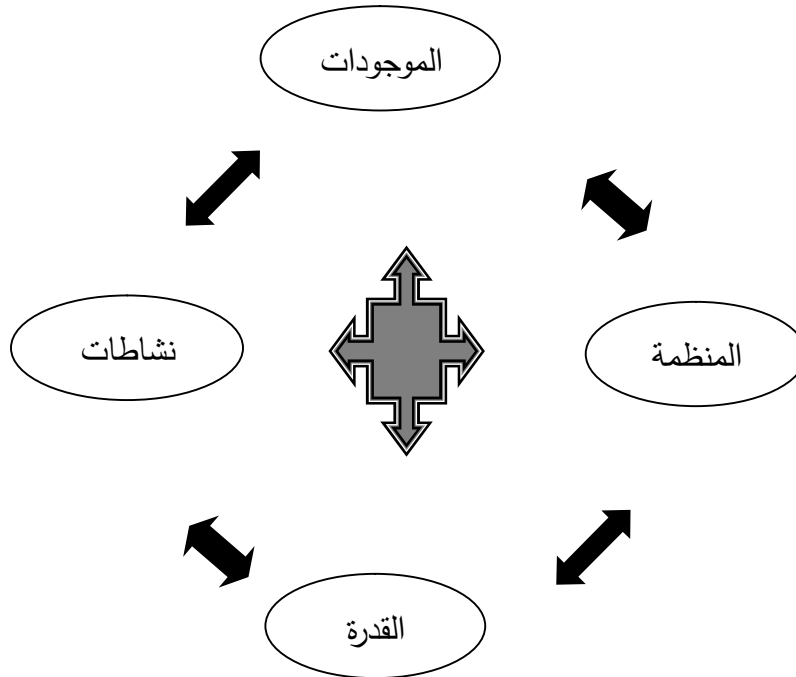 الموجودات
المنظمة
نشاطات
القدرة